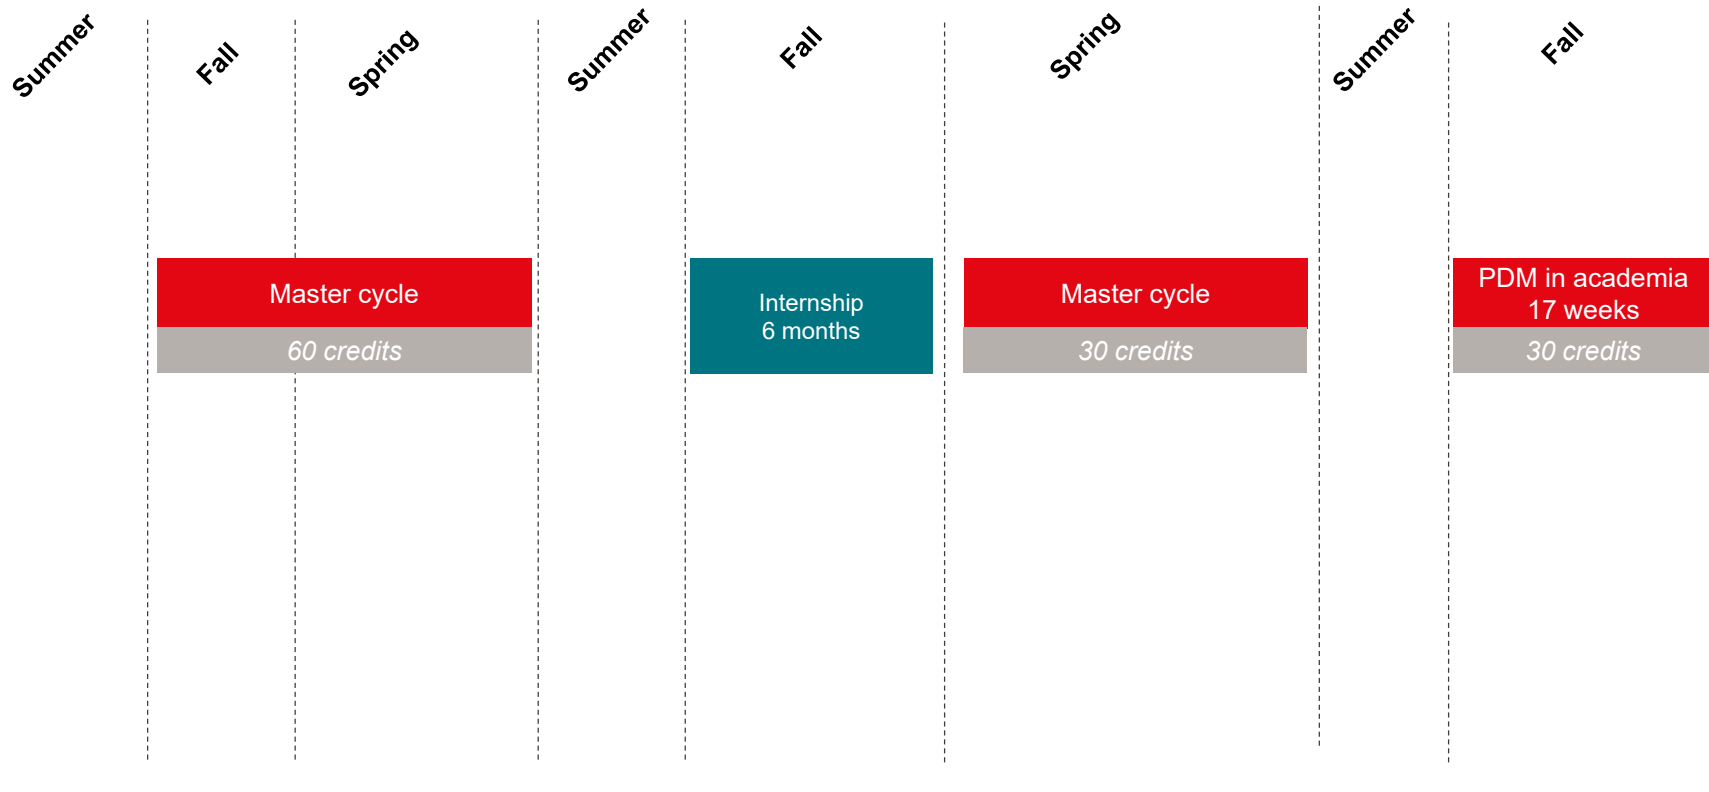 Summer
Fall
Spring
Summer
Fall
Spring
Summer
Fall
Master cycle
60 credits
Internship
6 months
Master cycle
30 credits
PDM in academia
17 weeks
30 credits